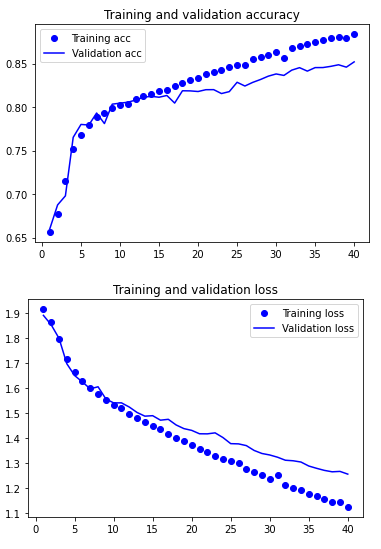 Training and validation accuracy
Training acc
Validation acc
0.85
0.80
0.75
0.70
0.65
0 5 10 15 20 25 30 35 40
Training and validation loss
Training loss
Validation loss
1.9
1.8
1.7
1.6
1.5
1.4
1.3
1.2
1.1
0 5 10 15 20 25 30 35 40